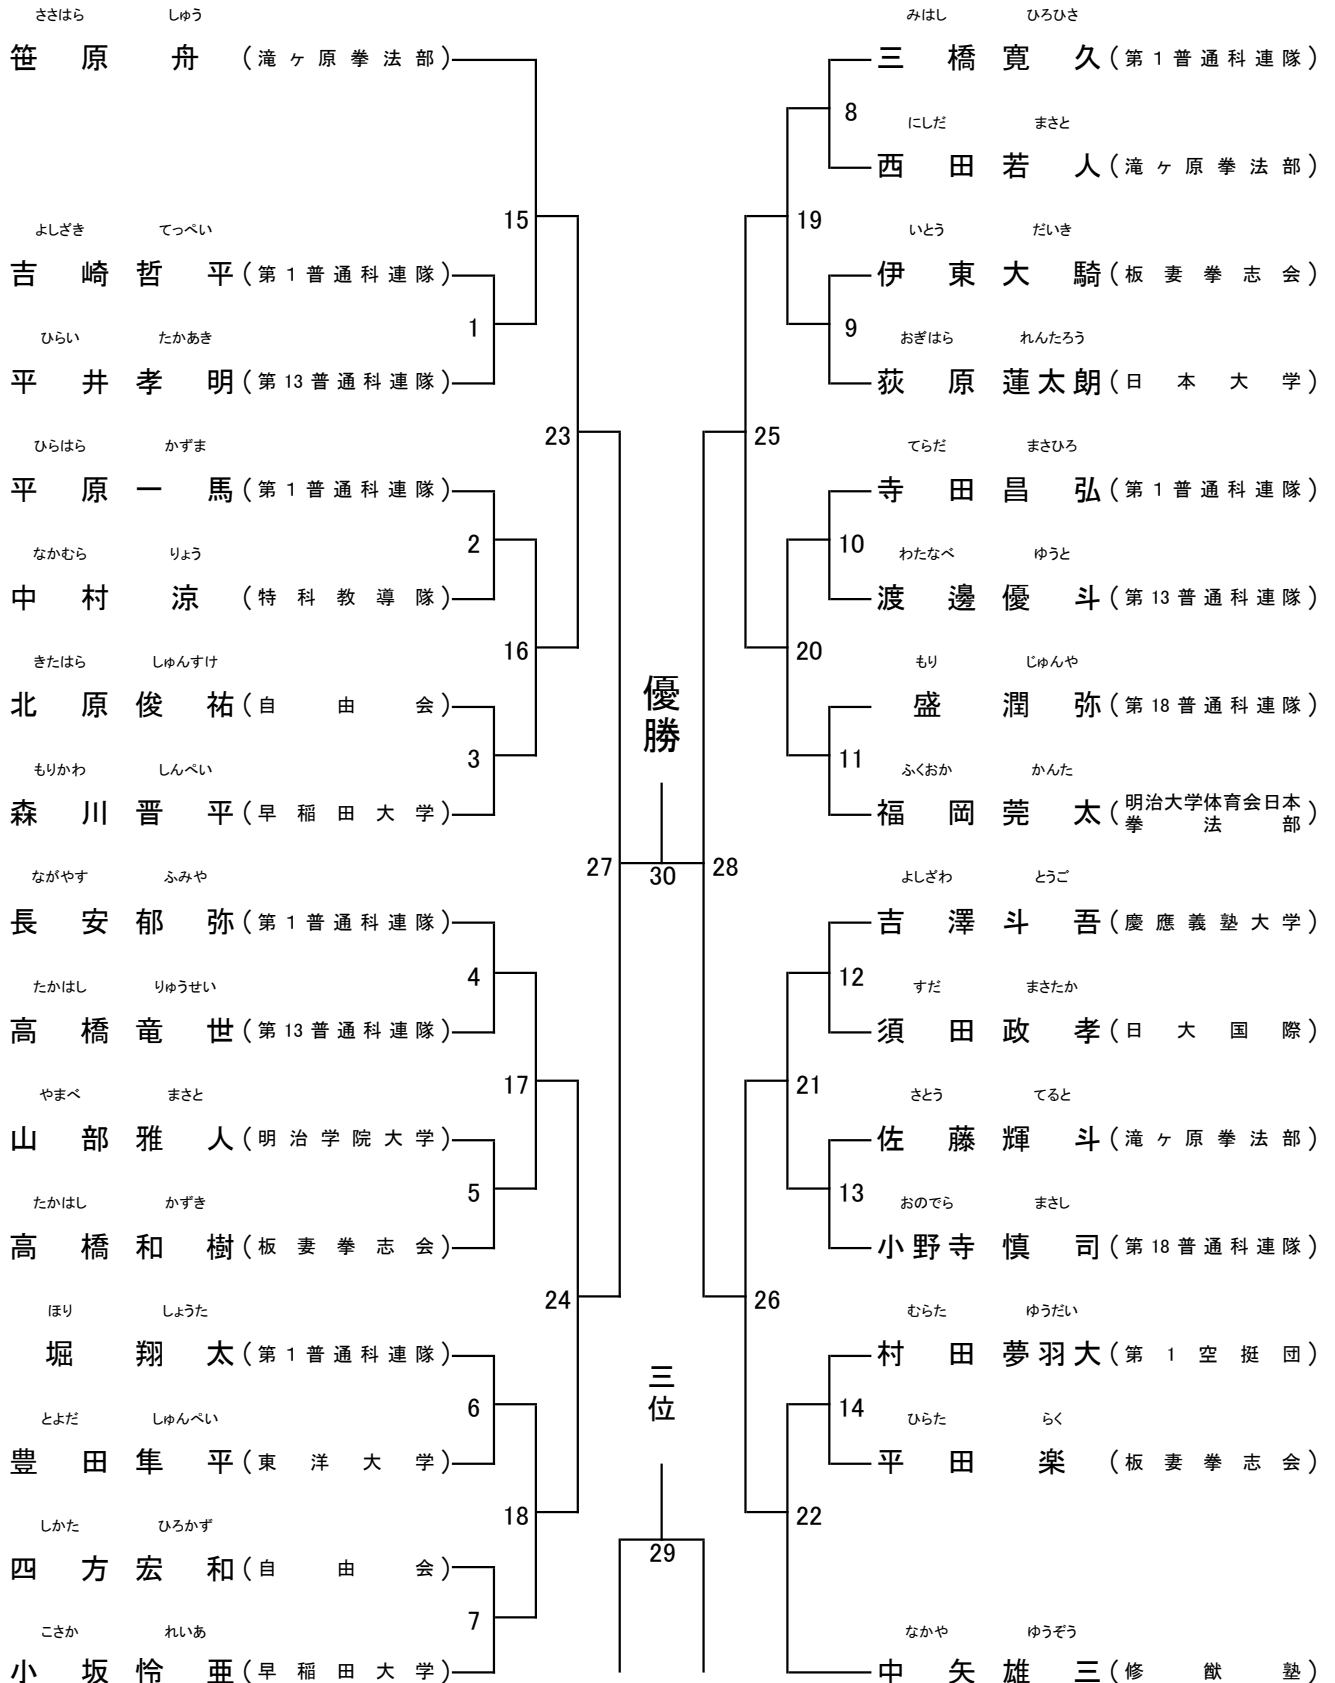 ささはら しゅう
笹原 舟 (滝ヶ原拳法部)
15
よしざき てっぺい
吉崎哲平(第1普通科連隊)
1
ひらい たかあき
平井孝明(第13普通科連隊)
23
ひらはら かずま
平原一馬(第1普通科連隊)
2
なかむら りょう
中村 涼 (特科教導隊)
16
きたはら しゅんすけ
北原俊祐(自由会)
3
もりかわ しんぺい
森川晋平(早稲田大学)
27
ながやす ふみや
長安郁弥(第1普通科連隊)
4
たかはし りゅうせい
高橋竜世(第13普通科連隊)
17
やまべ まさと
山部雅人(明治学院大学)
5
たかはし かずき
高橋和樹(板妻拳志会)
24
ほり しょうた
堀 翔太(第1普通科連隊)
6
とよだ しゅんぺい
豊田隼平(東洋大学)
18
しかた ひろかず
四方宏和(自由会)
7
こさか れいあ
小坂怜亜(早稲田大学)
優勝
30
三位
29
みはし ひろひさ
三橋寛久(第1普通科連隊)
8
にしだ まさと
西田若人(滝ヶ原拳法部)
19
いとう だいき
伊東大騎(板妻拳志会)
9
おぎはら れんたろう
荻原蓮太朗(日本大学)
25
てらだ まさひろ
寺田昌弘(第1普通科連隊)
10
わたなべ ゆうと
渡邊優斗(第13普通科連隊)
20
もり じゅんや
盛 潤弥(第18普通科連隊)
11
ふくおか かんた
福岡莞太(明治大学体育会日本拳法部)
28
よしざわ とうご
吉澤斗吾(慶應義塾大学)
12
すだ まさたか
須田政孝(日大国際)
21
さとう てると
佐藤輝斗(滝ヶ原拳法部)
13
おのでら まさし
小野寺慎司(第18普通科連隊)
26
むらた ゆうだい
村田夢羽大(第1空挺団)
14
ひらた らく
平田 楽 (板妻拳志会)
22
なかや ゆうぞう
中矢雄三(修猷塾)